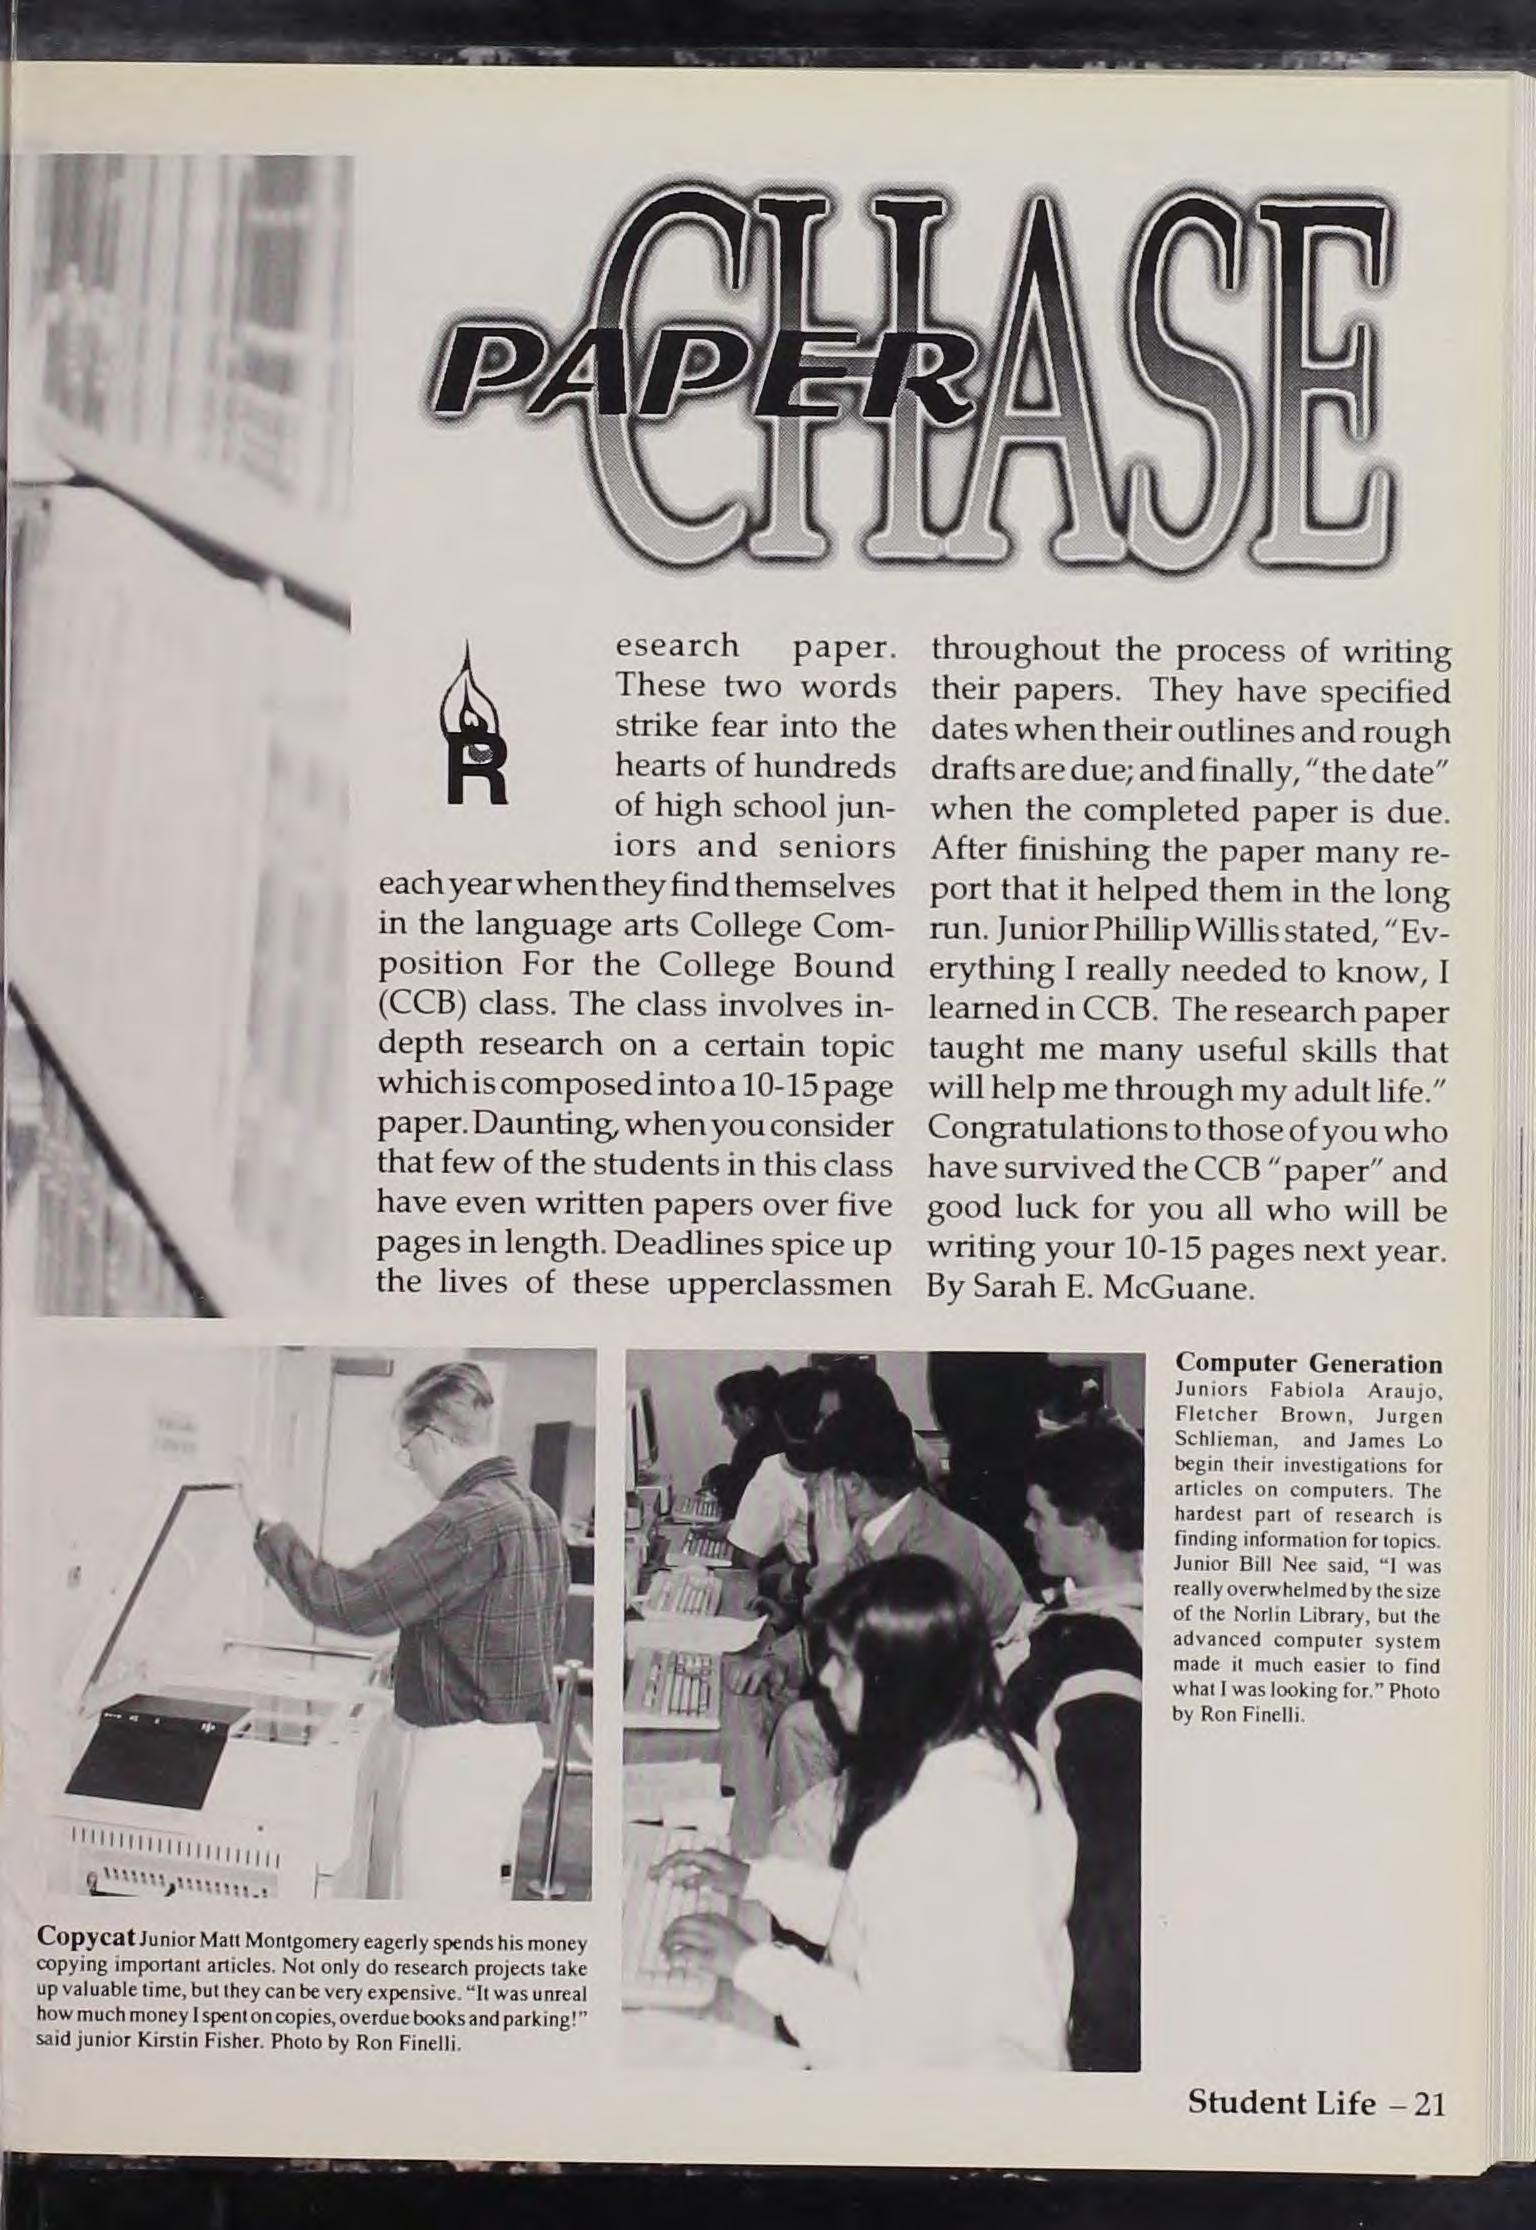 PAPER CHASE
Research paper.
These two words
strike fear into the
hearts of hundreds
of high school jun-
iors and seniors
each year when they find themselves
in the language arts College Com-
position For the College Bound
(CCB) class. The class involves in-
depth research on a certain topic
which is composed into a 10-15 page
paper. Daunting, when you consider
that few of the students in this class
have even written papers over five
pages in length. Deadlines spice up
the lives of these upperclassmen
throughout the process of writing
their papers. They have specified
dates when their outlines and rough
drafts are due; and finally, "the date"
when the completed paper is due.
After finishing the paper many re-
port that it helped them in the long
run. Junior Phillip Willis stated, "Ev-
erything I really needed to know, I
learned in CCB. The research paper
taught me many useful skills that
will help me through my adult life."
Congratulations to those of you who
have survived the CCB "paper" and
good luck for you all who will be
writing your 10-15 pages next year.
By Sarah E. McGuane.
Computer Generation
Juniors Fabiola Araujo,
Fletcher Brown, Jurgen
Schlieman, and James Lo
begin their investigations for
articles on computers. The
hardest part of research is
finding information for topics.
Junior Bill Nee said, "I was
really overwhelmed by the size
of the Norlin Library, but the
advanced computer system
made it much easier to find
what I was looking for." Photo
by Ron Finelli.
Copycat Junior Matt Montgomery eagerly spends his money
copying important articles. Not only do research projects take
up valuable time, but they can be very expensive. "It was unreal
how much money I spent on copies, overdue books and parking!"
said junior Kirstin Fisher. Photo by Ron Finelli.
Student Life – 21